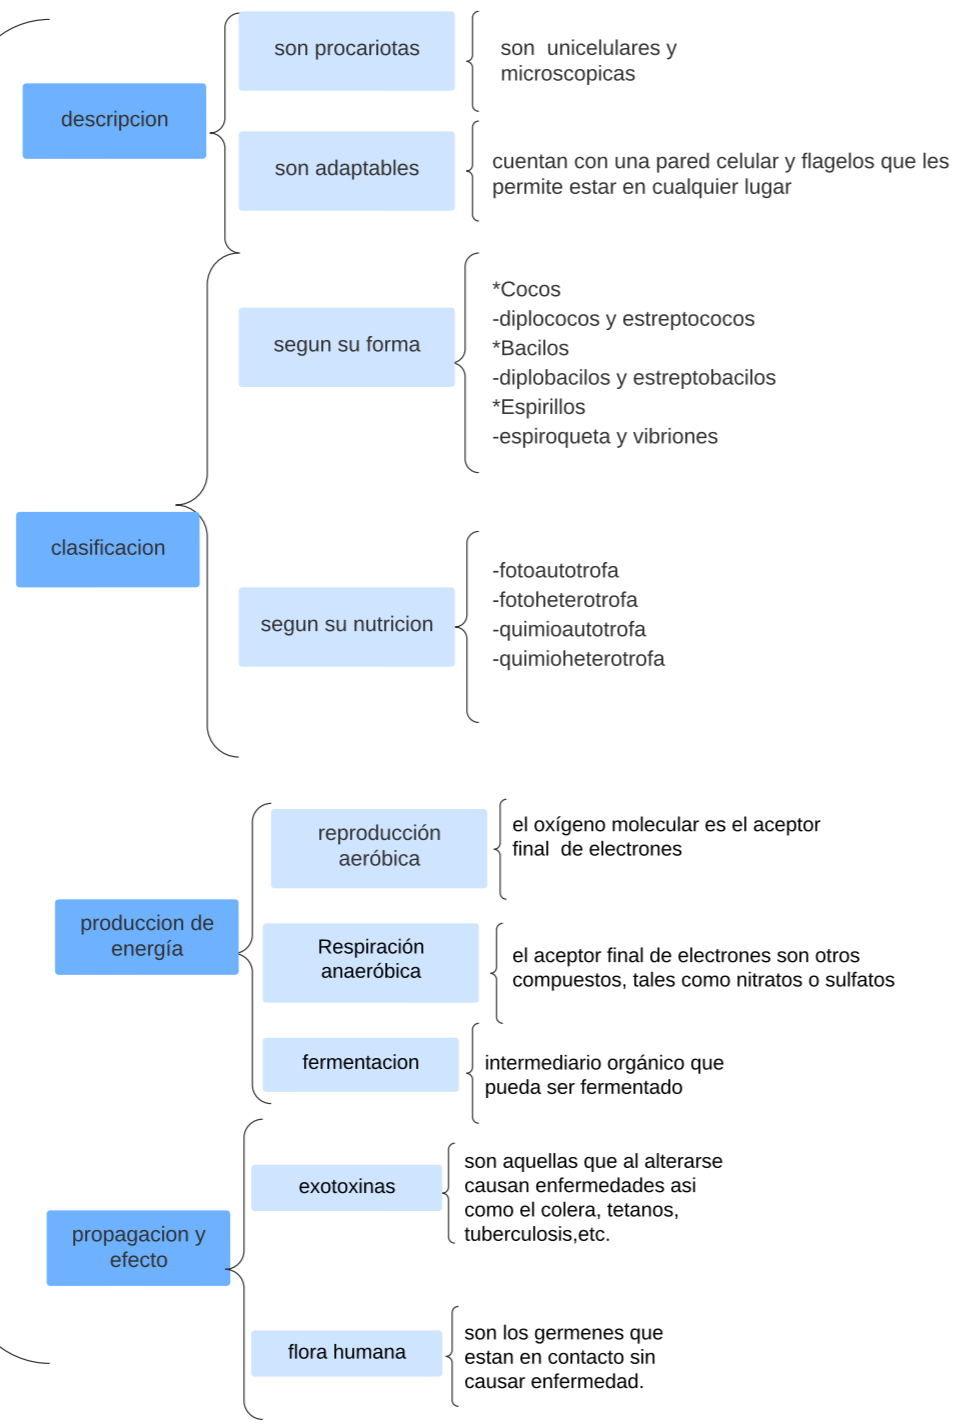 descripcion
son procariotas
son  unicelulares y
microscopicas
son adaptables
cuentan con una pared celular y flagelos que les
permite estar en cualquier lugar
clasificacion
segun su forma
*Cocos
-diplococos y estreptococos
*Bacilos
-diplobacilos y estreptobacilos
*Espirillos
-espiroqueta y vibriones
segun su nutricion
-fotoautotrofa
-fotoheterotrofa
-quimioautotrofa
-quimioheterotrofa
produccion de
energía
reproducción
aeróbica
el oxígeno molecular es el aceptor
final  de electrones
Respiración
anaeróbica
el aceptor final de electrones son otros
compuestos, tales como nitratos o sulfatos
fermentacion
intermediario orgánico que
pueda ser fermentado
propagacion y
efecto
exotoxinas
son aquellas que al alterarse
causan enfermedades asi
como el colera, tetanos,
tuberculosis,etc.
flora humana
son los germenes que
estan en contacto sin
causar enfermedad.